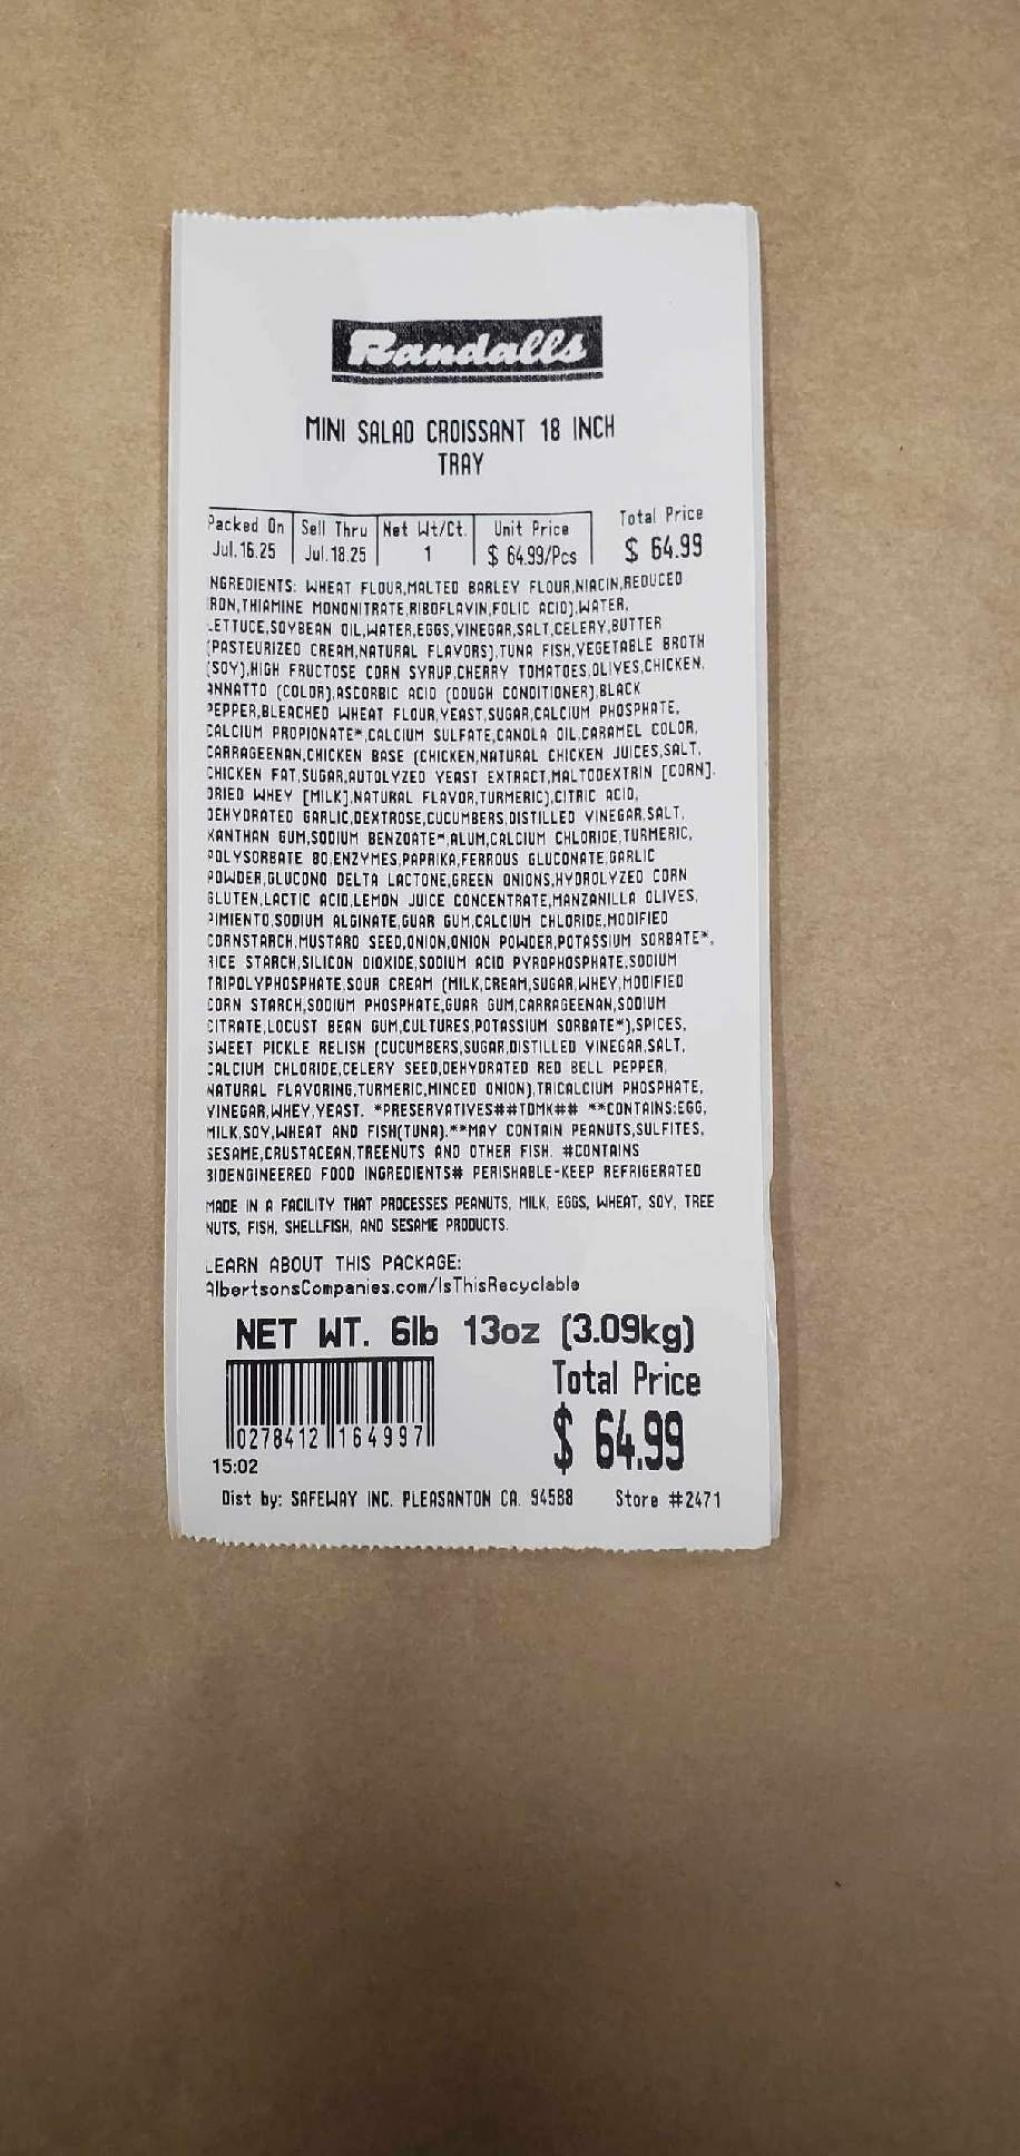 Randalls
MINI SALAD CROISSANT 18 INCH
TRAY
Packed On Sell Thru Net Wt/Ct. Unit Price Total Price
Jul.16.25 Jul.18.25 1 $ 64.99/Pcs $ 64.99
NGREDIENTS: WHEAT FLOUR,MALTED BARLEY FLOUR,NIACIN,REDUCED
IRON,THIAMINE MONONITRATE,RIBOFLAVIN,FOLIC ACID),WATER,
LETTUCE,SOYBEAN OIL,WATER,EGGS,VINEGAR,SALT,CELERY,BUTTER
(PASTEURIZED CREAM,NATURAL FLAVORS),TUNA FISH,VEGETABLE BROTH
(SOY),HIGH FRUCTOSE CORN SYRUP,CHERRY TOMATOES,OLIVES,CHICKEN,
ANNATTO (COLOR),ASCORBIC ACID (DOUGH CONDITIONER),BLACK
PEPPER,BLEACHED WHEAT FLOUR,YEAST,SUGAR,CALCIUM PHOSPHATE,
CALCIUM PROPIONATE*,CALCIUM SULFATE,CANOLA OIL,CARAMEL COLOR,
CARRAGEENAN,CHICKEN BASE (CHICKEN,NATURAL CHICKEN JUICES,SALT,
CHICKEN FAT,SUGAR,AUTOLYZED YEAST EXTRACT,MALTODEXTRIN [CORN],
DRIED WHEY [MILK],NATURAL FLAVOR,TURMERIC),CITRIC ACID,
DEHYDRATED GARLIC,DEXTROSE,CUCUMBERS,DISTILLED VINEGAR,SALT,
XANTHAN GUM,SODIUM BENZOATE*,ALUM,CALCIUM CHLORIDE,TURMERIC,
POLYSORBATE 80,ENZYMES,PAPRIKA,FERROUS GLUCONATE,GARLIC
POWDER,GLUCONO DELTA LACTONE,GREEN ONIONS,HYDROLYZED CORN
GLUTEN,LACTIC ACID,LEMON JUICE CONCENTRATE,MANZANILLA OLIVES,
PIMIENTO,SODIUM ALGINATE,GUAR GUM,CALCIUM CHLORIDE,MODIFIED
CORNSTARCH,MUSTARD SEED,ONION,ONION POWDER,POTASSIUM SORBATE*,
RICE STARCH,SILICON DIOXIDE,SODIUM ACID PYROPHOSPHATE,SODIUM
TRIPOLYPHOSPHATE,SOUR CREAM (MILK,CREAM,SUGAR,WHEY,MODIFIED
CORN STARCH,SODIUM PHOSPHATE,GUAR GUM,CARRAGEENAN,SODIUM
CITRATE,LOCUST BEAN GUM,CULTURES,POTASSIUM SORBATE*),SPICES,
SWEET PICKLE RELISH (CUCUMBERS,SUGAR,DISTILLED VINEGAR,SALT,
CALCIUM CHLORIDE,CELERY SEED,DEHYDRATED RED BELL PEPPER,
NATURAL FLAVORING,TURMERIC,MINCED ONION),TRICALCIUM PHOSPHATE,
VINEGAR,WHEY,YEAST. *PRESERVATIVES##TDMK## **CONTAINS:EGG,
MILK,SOY,WHEAT AND FISH(TUNA).**MAY CONTAIN PEANUTS,SULFITES,
SESAME,CRUSTACEAN,TREENUTS AND OTHER FISH. #CONTAINS
BIOENGINEERED FOOD INGREDIENTS# PERISHABLE-KEEP REFRIGERATED
MADE IN A FACILITY THAT PROCESSES PEANUTS, MILK, EGGS, WHEAT, SOY, TREE
NUTS, FISH, SHELLFISH, AND SESAME PRODUCTS.
LEARN ABOUT THIS PACKAGE:
AlbertsonsCompanies.com/IsThisRecyclable
NET WT. 6lb 13oz (3.09kg)
Total Price
$ 64.99
0278412 164997
15:02
Dist by: SAFEWAY INC. PLEASANTON CA. 94588 Store #2471